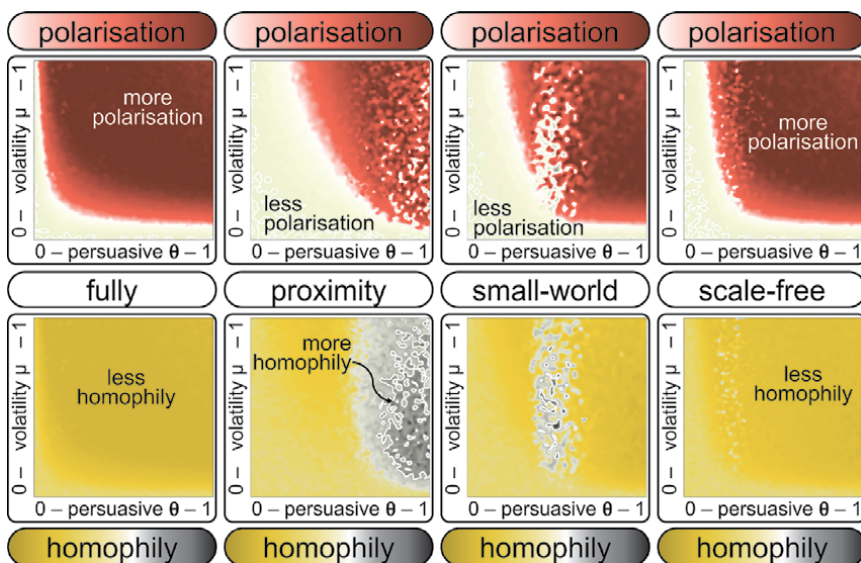 polarisation polarisation polarisation polarisation
0 – volatility μ – 1
more
polarisation
0 – persuasive θ – 1
0 – volatility μ – 1
less
polarisation
0 – persuasive θ – 1
0 – volatility μ – 1
less
polarisation
0 – persuasive θ – 1
0 – volatility μ – 1
more
polarisation
0 – persuasive θ – 1
fully proximity small-world scale-free
0 – volatility μ – 1
less
homophily
0 – persuasive θ – 1
0 – volatility μ – 1
more
homophily
0 – persuasive θ – 1
0 – volatility μ – 1
0 – persuasive θ – 1
0 – volatility μ – 1
less
homophily
0 – persuasive θ – 1
homophily homophily homophily homophily